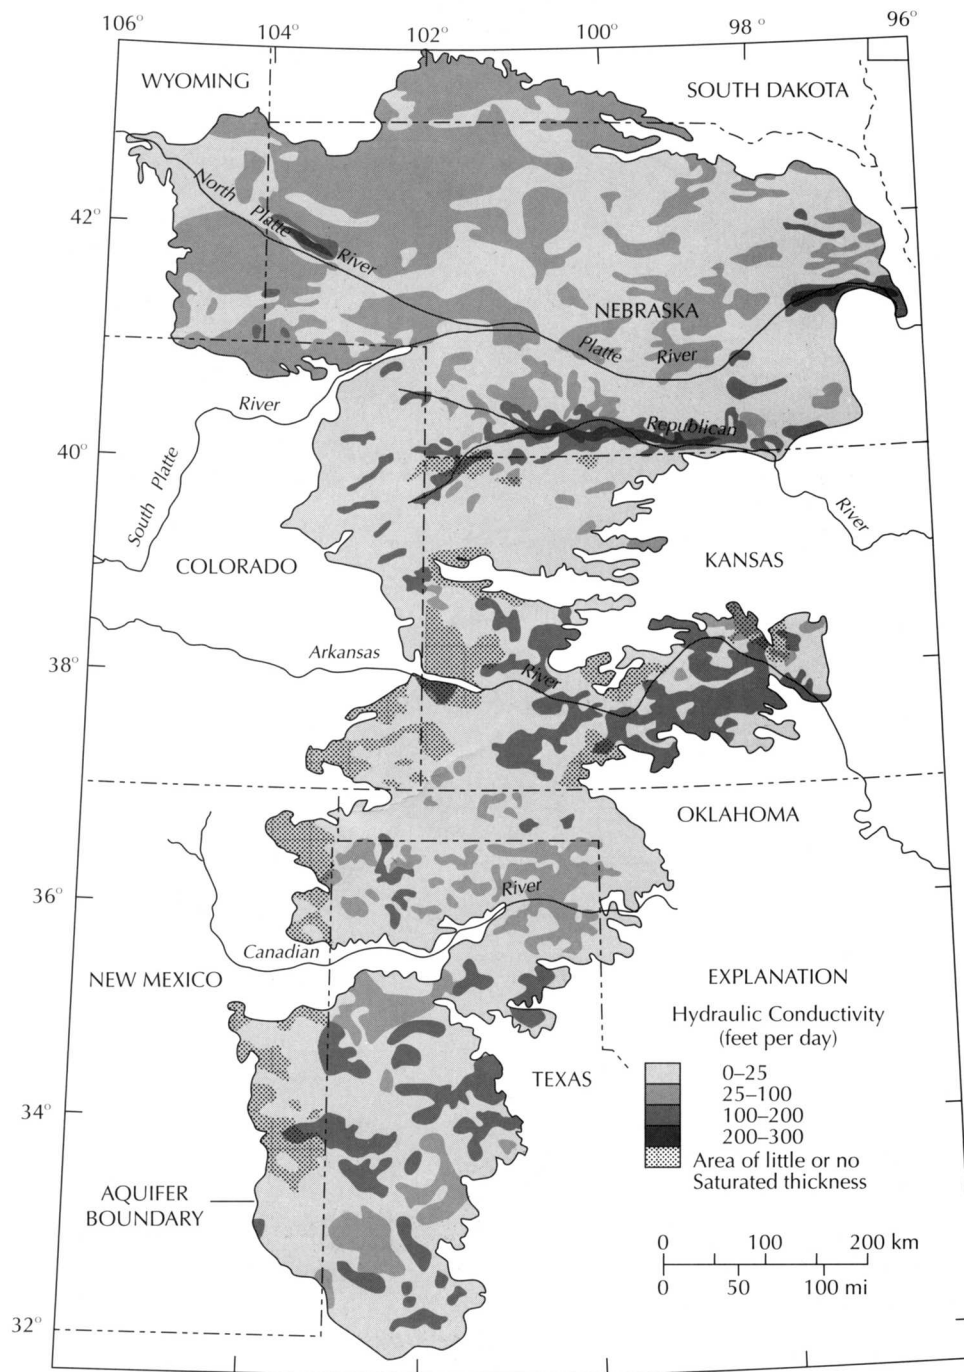 106°
104°
102°
100°
98°
96°
WYOMING
SOUTH DAKOTA
42°
North Platte River
NEBRASKA
Platte River
River
South Platte
Republican
River
40°
COLORADO
KANSAS
38°
Arkansas
River
OKLAHOMA
36°
River
Canadian
NEW MEXICO
TEXAS
34°
AQUIFER
BOUNDARY
32°
EXPLANATION
Hydraulic Conductivity
(feet per day)
0–25
25–100
100–200
200–300
Area of little or no
Saturated thickness
0 100 200 km
0 50 100 mi